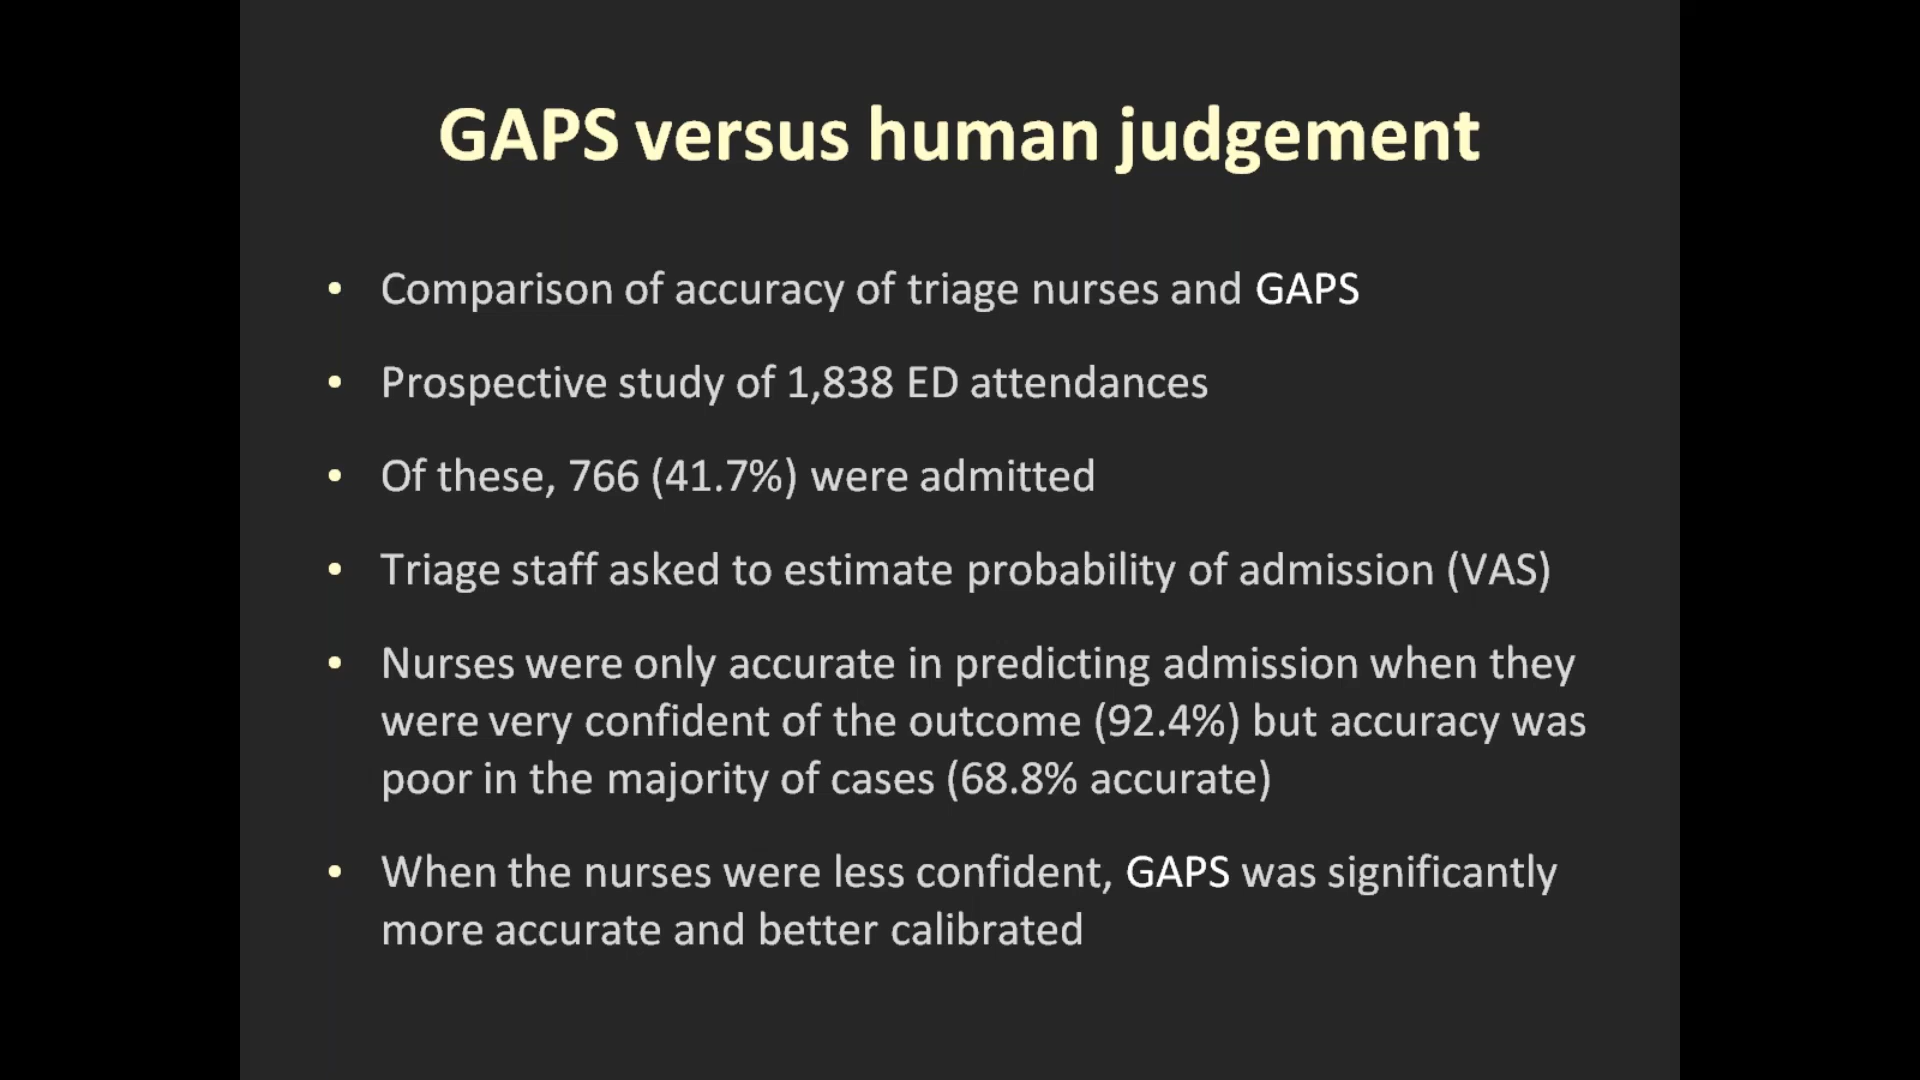 GAPS versus human judgement
• Comparison of accuracy of triage nurses and GAPS
• Prospective study of 1,838 ED attendances
• Of these, 766 (41.7%) were admitted
• Triage staff asked to estimate probability of admission (VAS)
• Nurses were only accurate in predicting admission when they
were very confident of the outcome (92.4%) but accuracy was
poor in the majority of cases (68.8% accurate)
• When the nurses were less confident, GAPS was significantly
more accurate and better calibrated